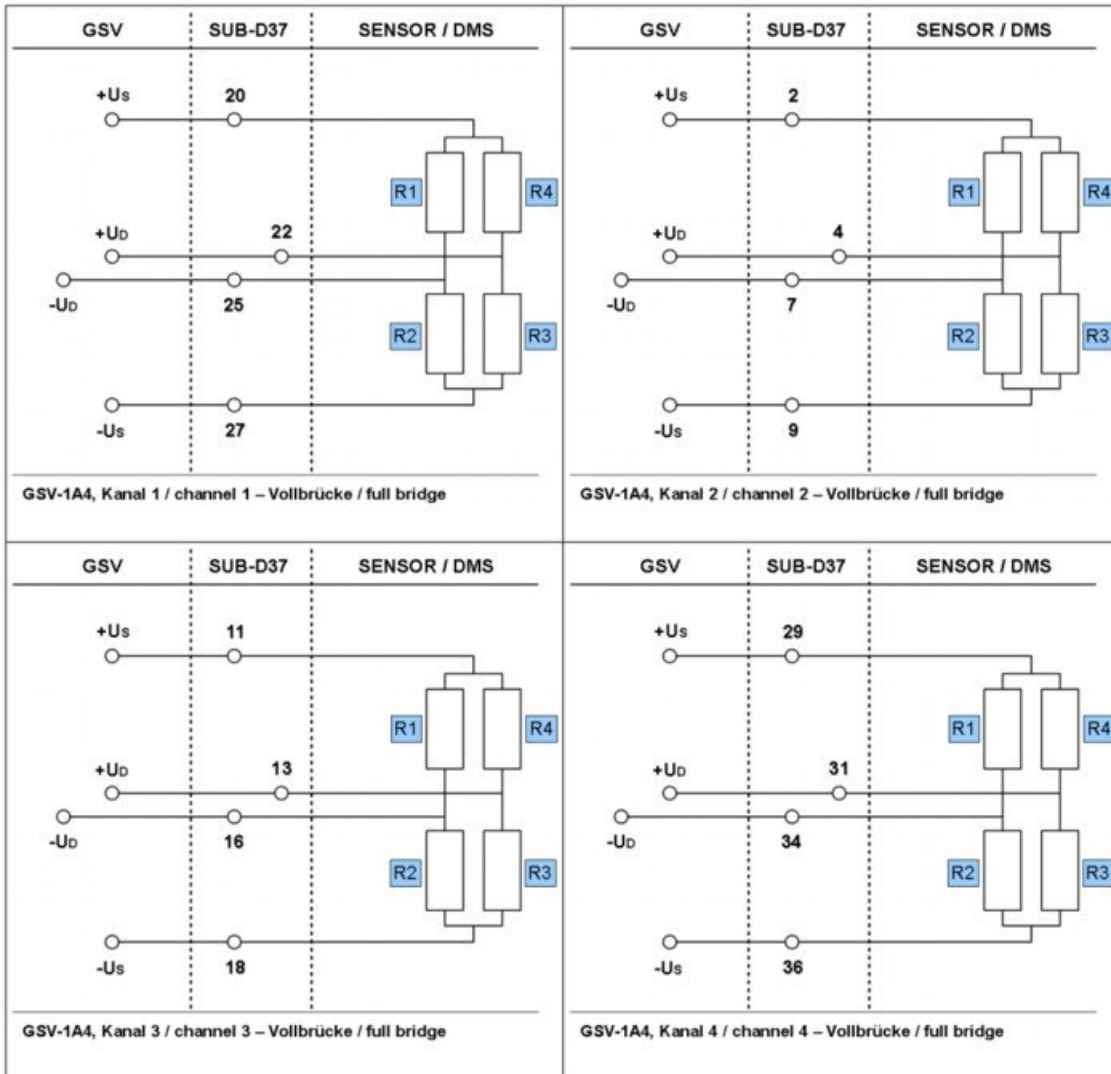 GSV SUB-D37 SENSOR / DMS
+US 20
R1 R4
+UD 22
-UD 25
R2 R3
-US 27
GSV-1A4, Kanal 1 / channel 1 – Vollbrücke / full bridge
GSV SUB-D37 SENSOR / DMS
+US 2
R1 R4
+UD 4
-UD 7
R2 R3
-US 9
GSV-1A4, Kanal 2 / channel 2 – Vollbrücke / full bridge
GSV SUB-D37 SENSOR / DMS
+US 11
R1 R4
+UD 13
-UD 16
R2 R3
-US 18
GSV-1A4, Kanal 3 / channel 3 – Vollbrücke / full bridge
GSV SUB-D37 SENSOR / DMS
+US 29
R1 R4
+UD 31
-UD 34
R2 R3
-US 36
GSV-1A4, Kanal 4 / channel 4 – Vollbrücke / full bridge